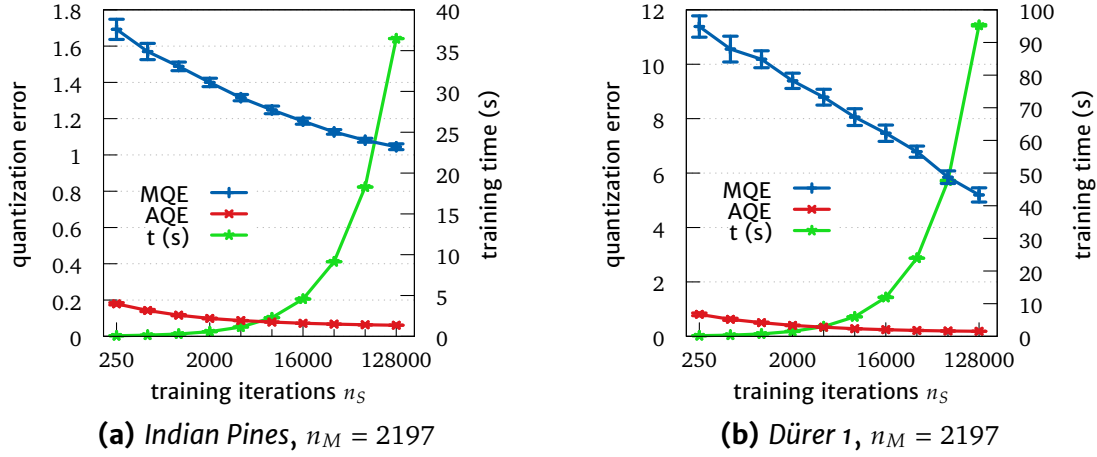 1.8
1.6
1.4
1.2
1
0.8
0.6
0.4
0.2
0
quantization error
40
35
30
25
20
15
10
5
0
training time (s)
MQE
AQE
t (s)
250 2000 16000 128000
training iterations n_S
(a) Indian Pines, n_M = 2197
12
10
8
6
4
2
0
quantization error
100
90
80
70
60
50
40
30
20
10
0
training time (s)
MQE
AQE
t (s)
250 2000 16000 128000
training iterations n_S
(b) Dürer 1, n_M = 2197